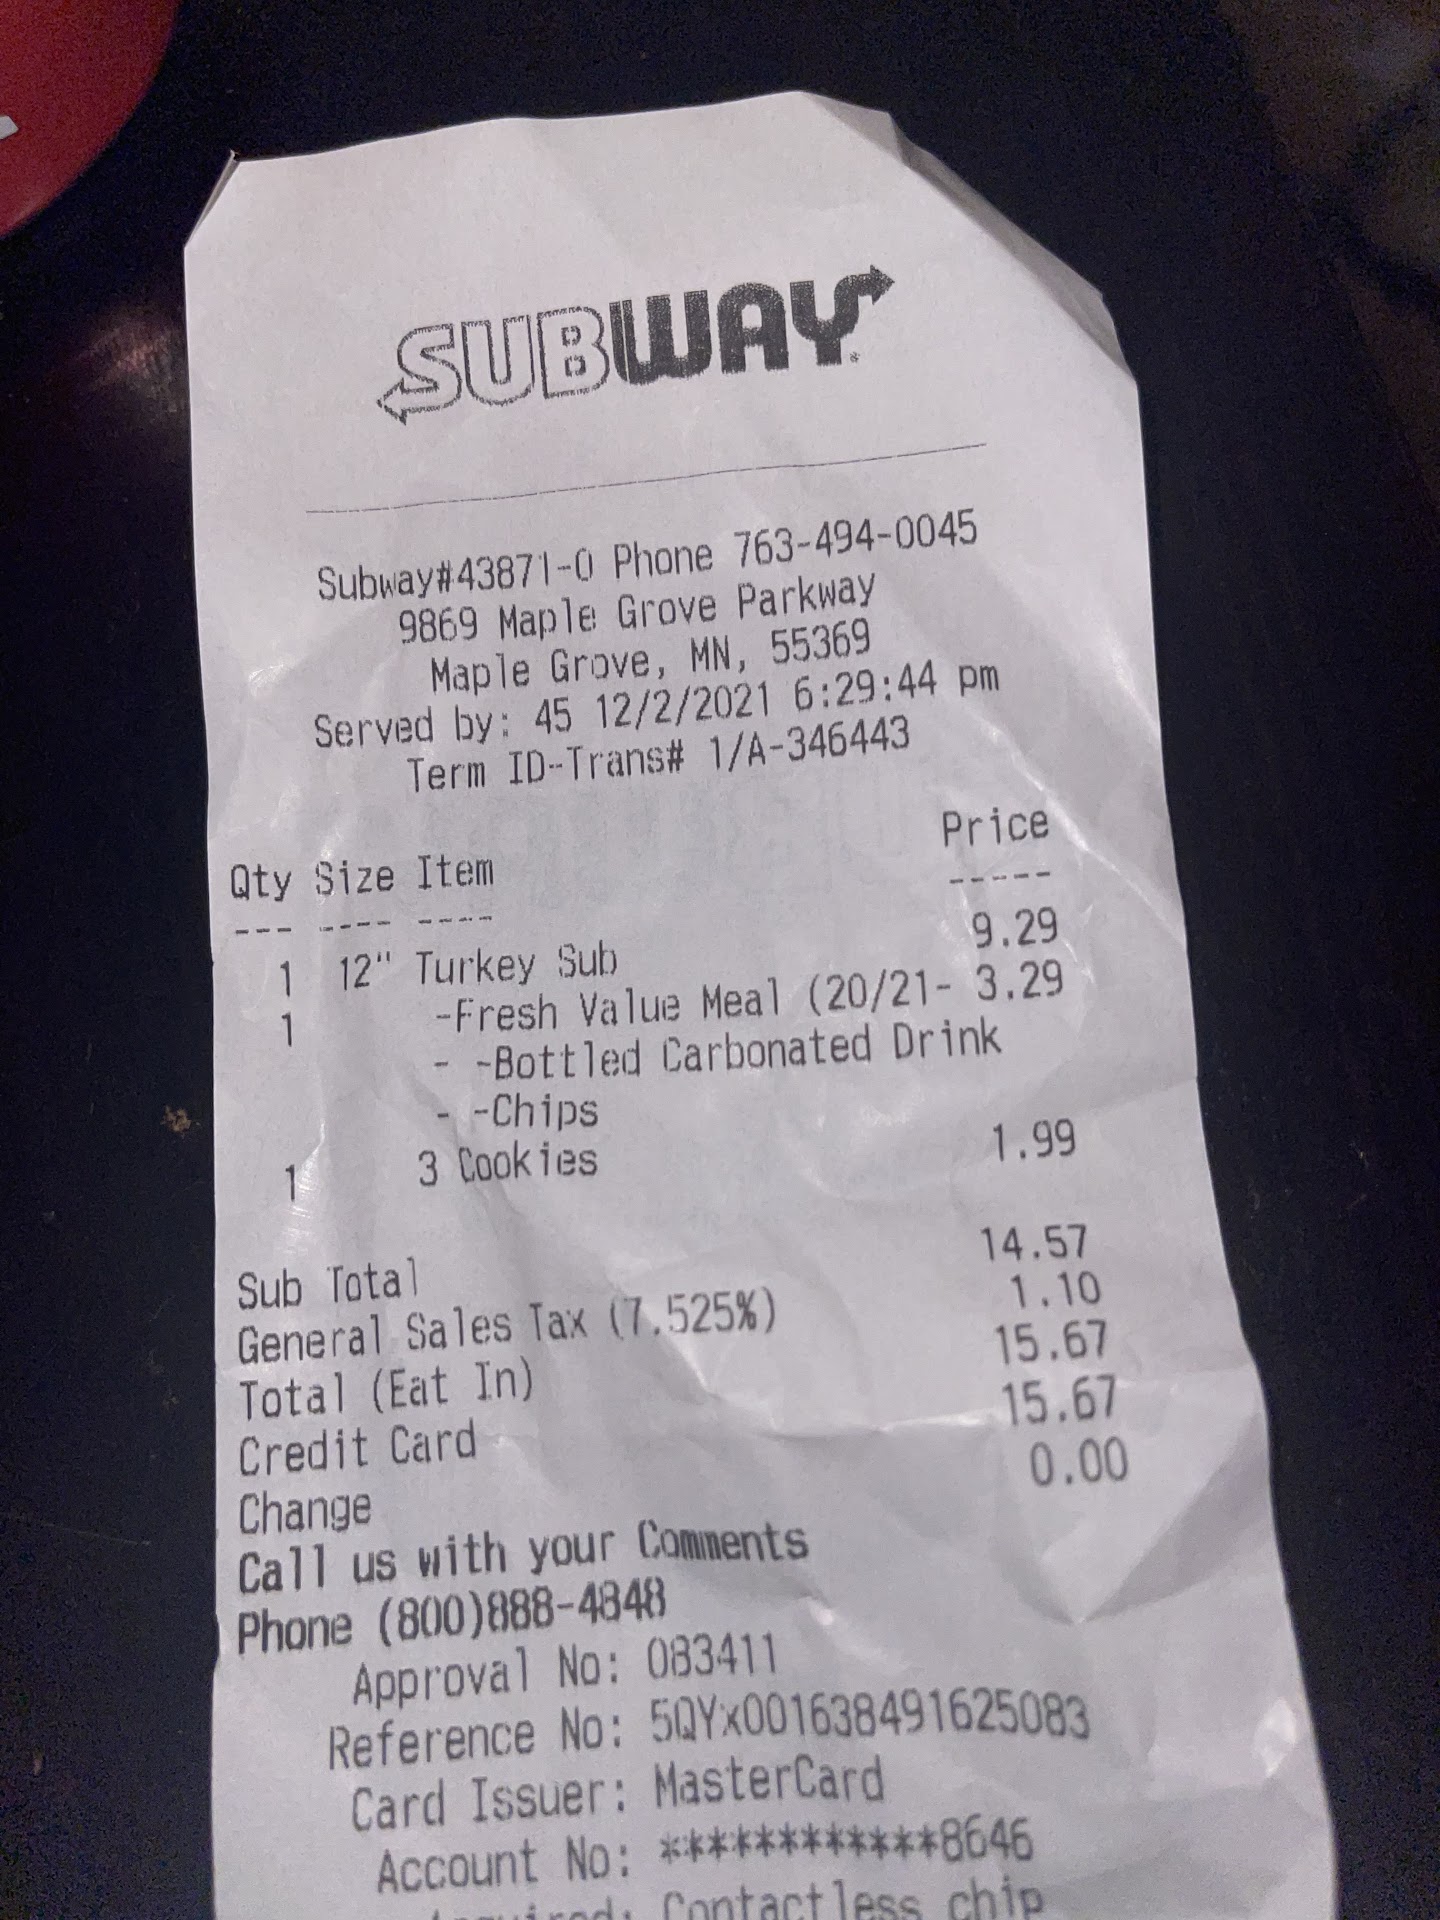 SUBWAY
Subway#43871-0 Phone 763-494-0045
9869 Maple Grove Parkway
Maple Grove, MN, 55369
Served by: 45 12/2/2021 6:29:44 pm
Term ID-Trans# 1/A-346443
Qty Size Item Price
--- ---- ---- -----
1 12" Turkey Sub 9.29
1 -Fresh Value Meal (20/21- 3.29
- -Bottled Carbonated Drink
- -Chips
1 3 Cookies 1.99
Sub Total 14.57
General Sales Tax (7.525%) 1.10
Total (Eat In) 15.67
Credit Card 15.67
Change 0.00
Call us with your Comments
Phone (800)888-4848
Approval No: 083411
Reference No: 5QYx001638491625083
Card Issuer: MasterCard
Account No: ************8646
Acquired: Contactless chip